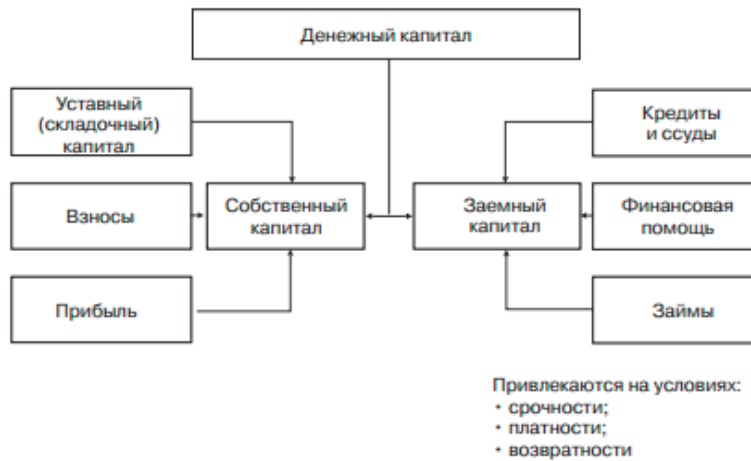 Денежный капитал
Уставный
(складочный)
капитал
Кредиты
и ссуды
Взносы
Собственный
капитал
Заемный
капитал
Финансовая
помощь
Прибыль
Займы
Привлекаются на условиях:
• срочности;
• платности;
• возвратности